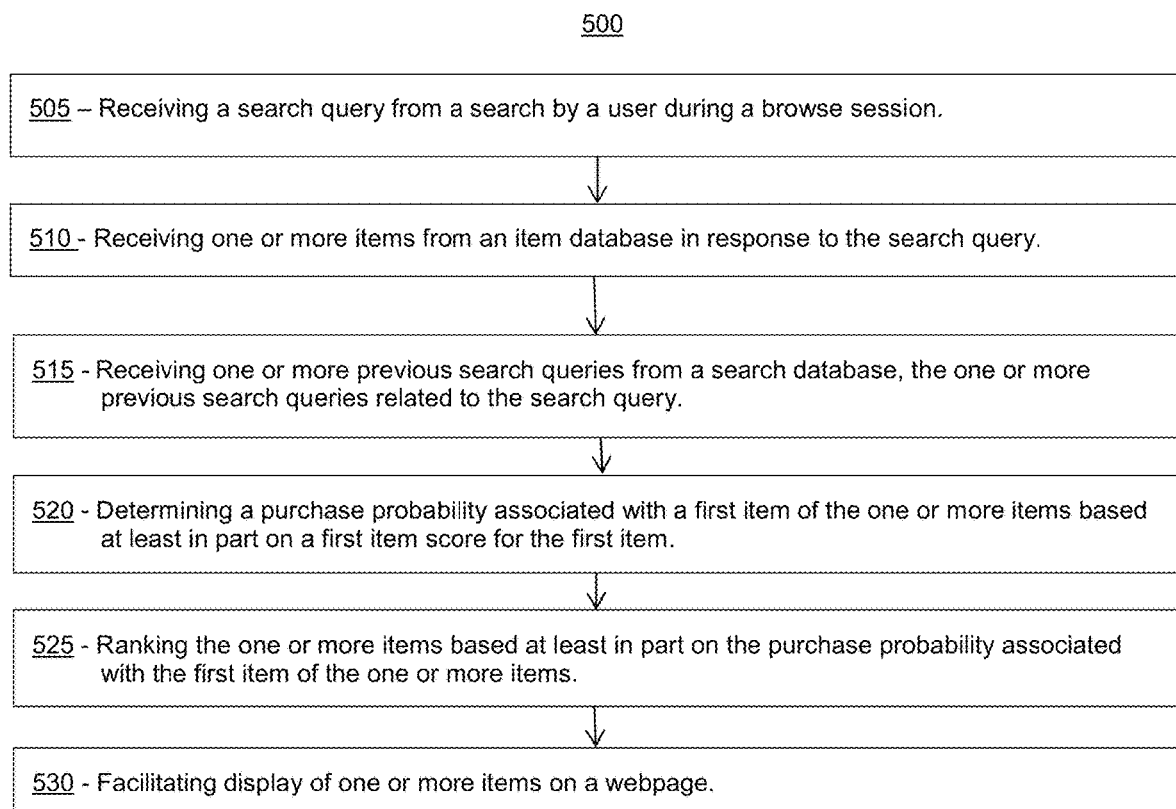 500
505 – Receiving a search query from a search by a user during a browse session.
510 - Receiving one or more items from an item database in response to the search query.
515 - Receiving one or more previous search queries from a search database, the one or more
previous search queries related to the search query.
520 - Determining a purchase probability associated with a first item of the one or more items based
at least in part on a first item score for the first item.
525 - Ranking the one or more items based at least in part on the purchase probability associated
with the first item of the one or more items.
530 - Facilitating display of one or more items on a webpage.